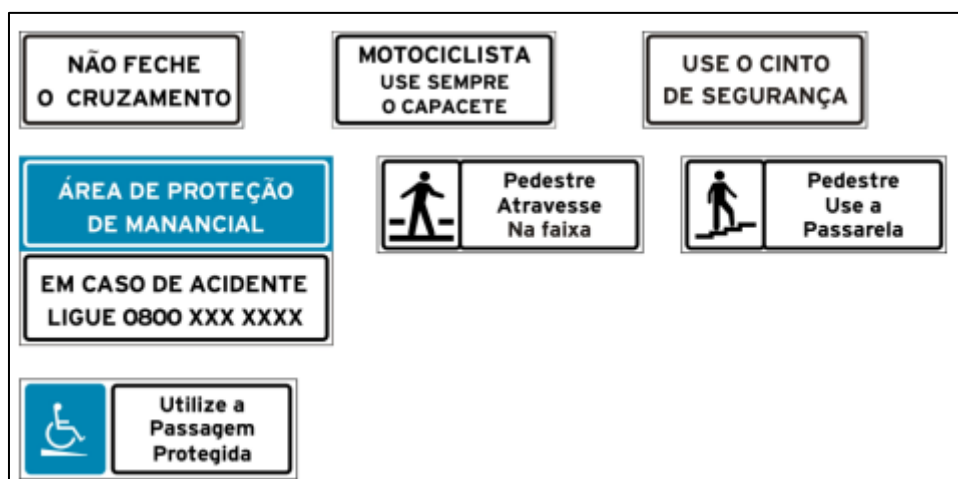 NÃO FECHE
O CRUZAMENTO
MOTOCICLISTA
USE SEMPRE
O CAPACETE
USE O CINTO
DE SEGURANÇA
ÁREA DE PROTEÇÃO
DE MANANCIAL
EM CASO DE ACIDENTE
LIGUE 0800 XXX XXXX
Pedestre
Atravesse
Na faixa
Pedestre
Use a
Passarela
Utilize a
Passagem
Protegida